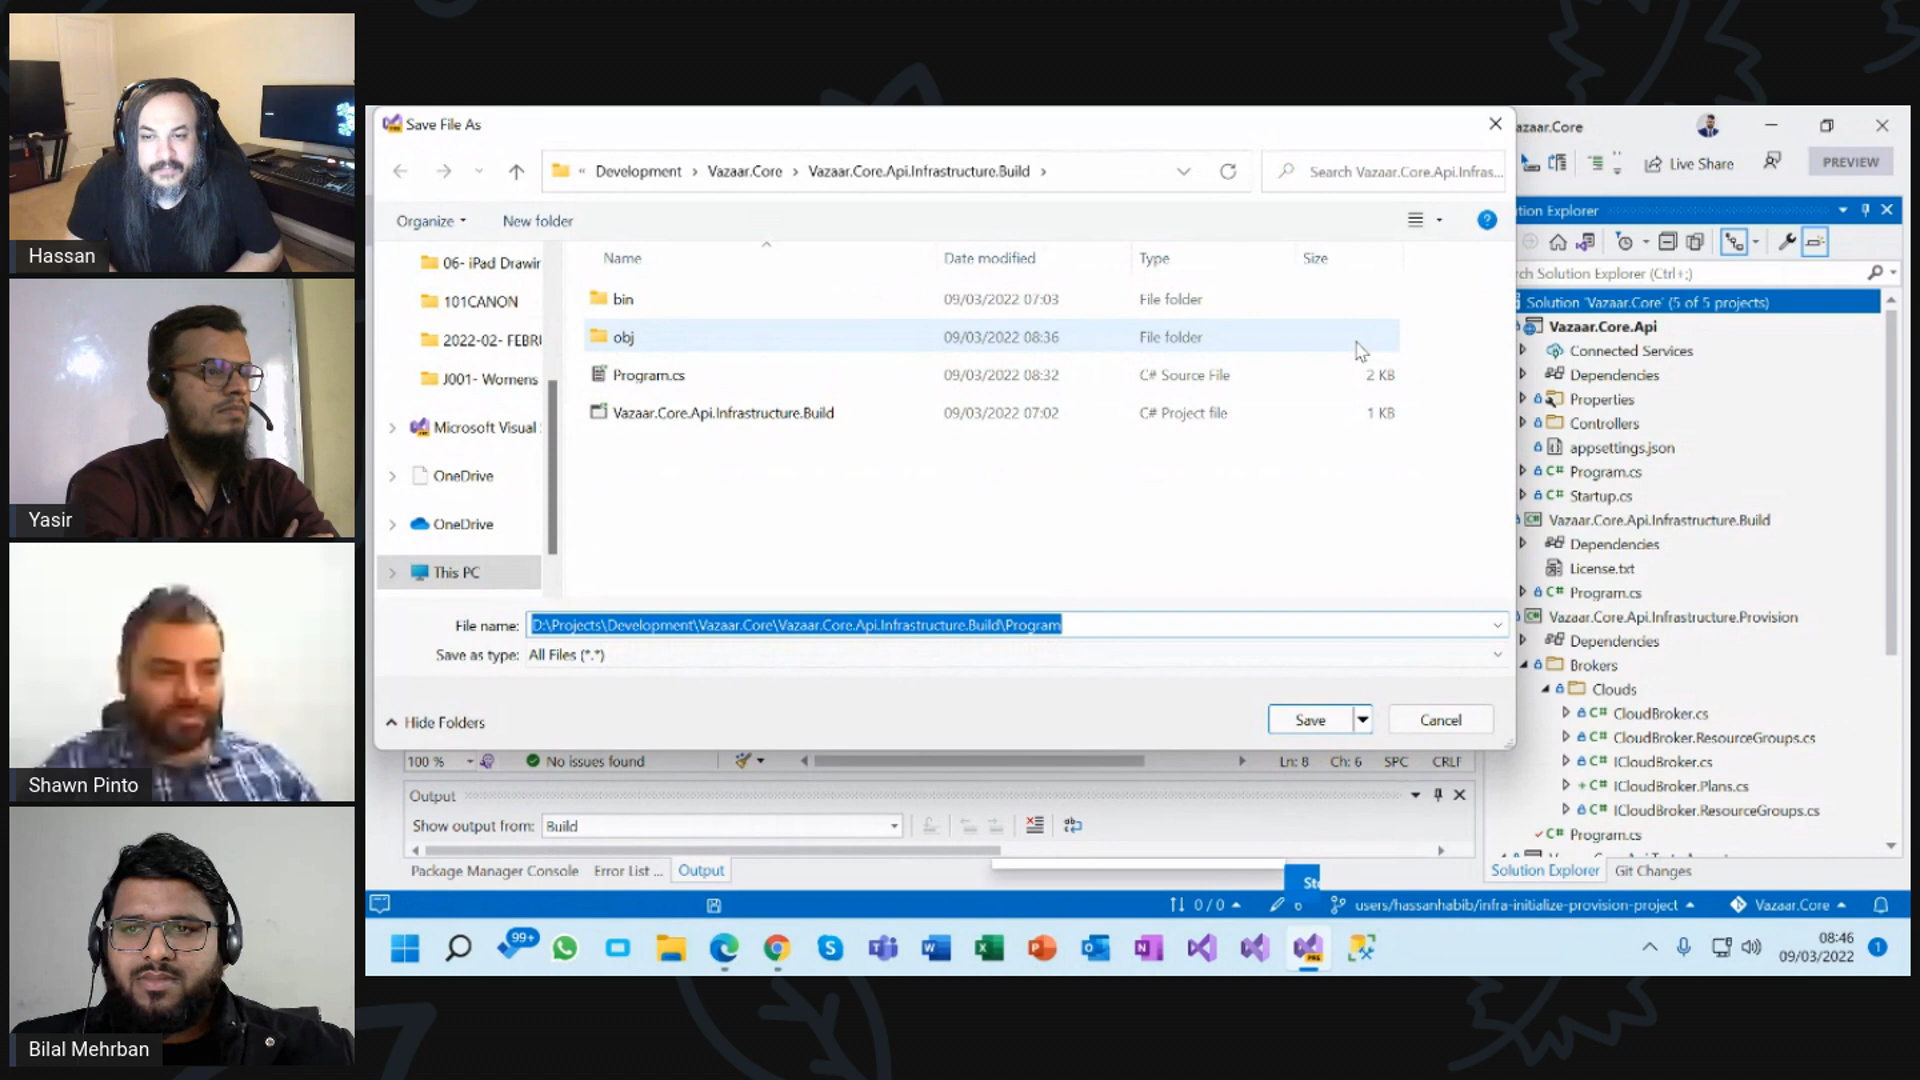 Hassan
Yasir
Shawn Pinto
Bilal Mehrban
Save File As
« Development › Vazaar.Core › Vazaar.Core.Api.Infrastructure.Build ›
Search Vazaar.Core.Api.Infras...
Organize
New folder
Name
Date modified
Type
Size
bin 09/03/2022 07:03 File folder
obj 09/03/2022 08:36 File folder
Program.cs 09/03/2022 08:32 C# Source File 2 KB
Vazaar.Core.Api.Infrastructure.Build 09/03/2022 07:02 C# Project file 1 KB
06- iPad Drawin
101CANON
2022-02- FEBRU
J001- Womens
Microsoft Visual
OneDrive
OneDrive
This PC
File name: D:\Projects\Development\Vazaar.Core\Vazaar.Core.Api.Infrastructure.Build\Program
Save as type: All Files (*.*)
Hide Folders
Save
Cancel
azaar.Core
Live Share
PREVIEW
tion Explorer
rch Solution Explorer (Ctrl+;)
Solution 'Vazaar.Core' (5 of 5 projects)
Vazaar.Core.Api
Connected Services
Dependencies
Properties
Controllers
appsettings.json
C# Program.cs
C# Startup.cs
Vazaar.Core.Api.Infrastructure.Build
Dependencies
License.txt
C# Program.cs
Vazaar.Core.Api.Infrastructure.Provision
Dependencies
Brokers
Clouds
C# CloudBroker.cs
C# CloudBroker.ResourceGroups.cs
C# ICloudBroker.cs
C# ICloudBroker.Plans.cs
C# ICloudBroker.ResourceGroups.cs
C# Program.cs
Solution Explorer
Git Changes
100 %
No issues found
Ln: 8
Ch: 6
SPC
CRLF
Output
Show output from: Build
Package Manager Console
Error List ...
Output
0 / 0
6
users/hassanhabib/infra-initialize-provision-project
Vazaar.Core
99+
08:46
09/03/2022
1